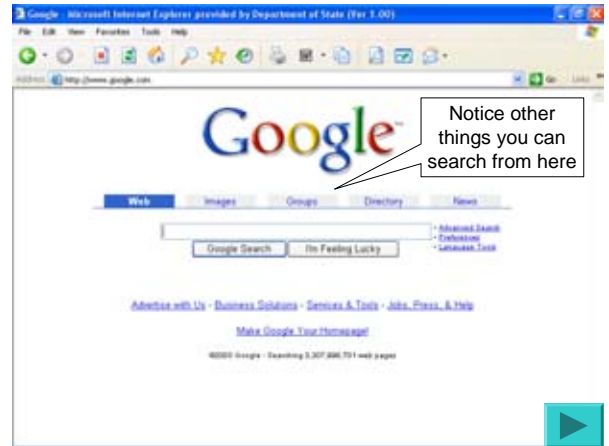 Google - Microsoft Internet Explorer provided by Department of State (Ver 1.00)
File Edit View Favorites Tools Help
Address http://www.google.com Go Links
Google
Notice other
things you can
search from here
Web Images Groups Directory News
Google Search I'm Feeling Lucky
· Advanced Search
· Preferences
· Language Tools
Advertise with Us - Business Solutions - Services & Tools - Jobs, Press, & Help
Make Google Your Homepage!
Google - Searching web pages